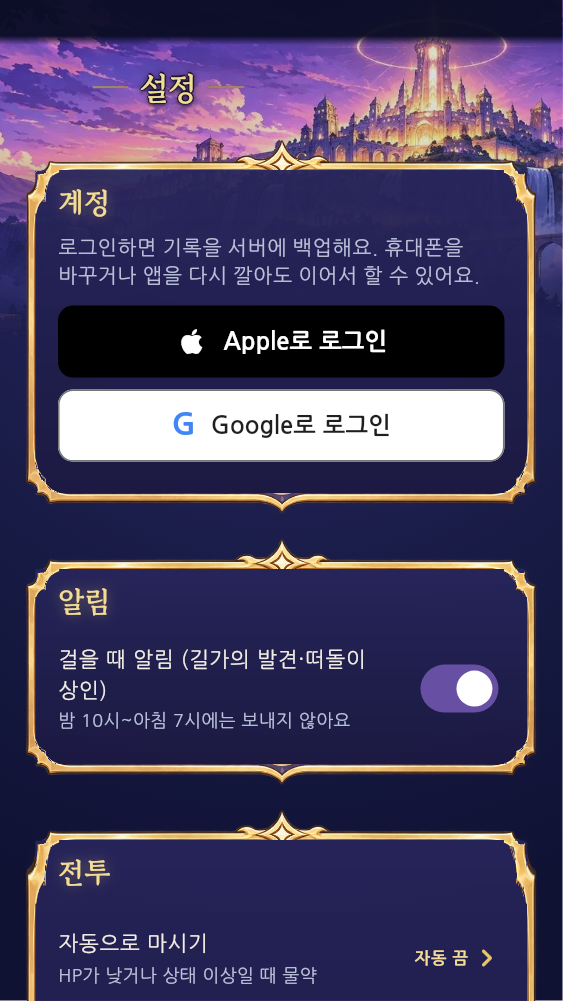 설정
계정
로그인하면 기록을 서버에 백업해요. 휴대폰을
바꾸거나 앱을 다시 깔아도 이어서 할 수 있어요.
Apple로 로그인
G Google로 로그인
알림
걸을 때 알림 (길가의 발견·떠돌이
상인)
밤 10시~아침 7시에는 보내지 않아요
전투
자동으로 마시기
자동 끔
HP가 낮거나 상태 이상일 때 물약